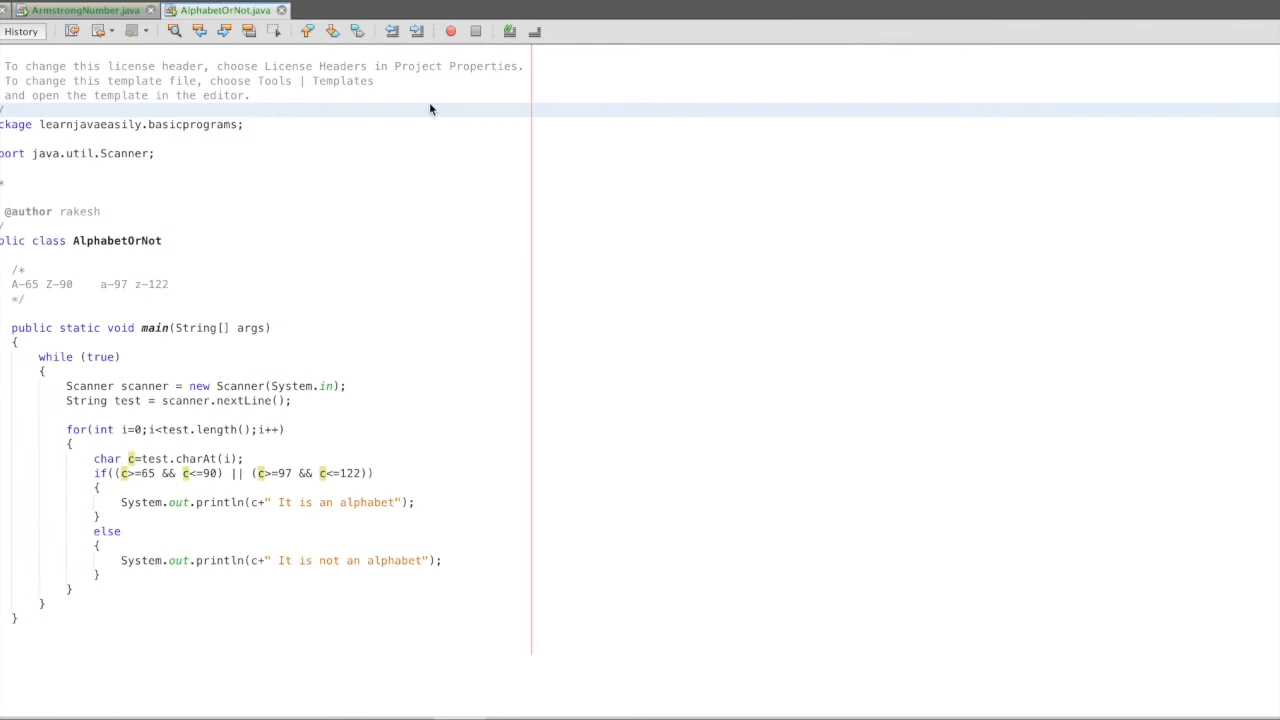 ArmstrongNumber.java AlphabetOrNot.java
History
To change this license header, choose License Headers in Project Properties.
To change this template file, choose Tools | Templates
and open the template in the editor.
/
ckage learnjavaeasily.basicprograms;
port java.util.Scanner;
*
@author rakesh
/
blic class AlphabetOrNot
/*
A-65 Z-90 a-97 z-122
*/
public static void main(String[] args)
{
while (true)
{
Scanner scanner = new Scanner(System.in);
String test = scanner.nextLine();
for(int i=0;i<test.length();i++)
{
char c=test.charAt(i);
if((c>=65 && c<=90) || (c>=97 && c<=122))
{
System.out.println(c+" It is an alphabet");
}
else
{
System.out.println(c+" It is not an alphabet");
}
}
}
}